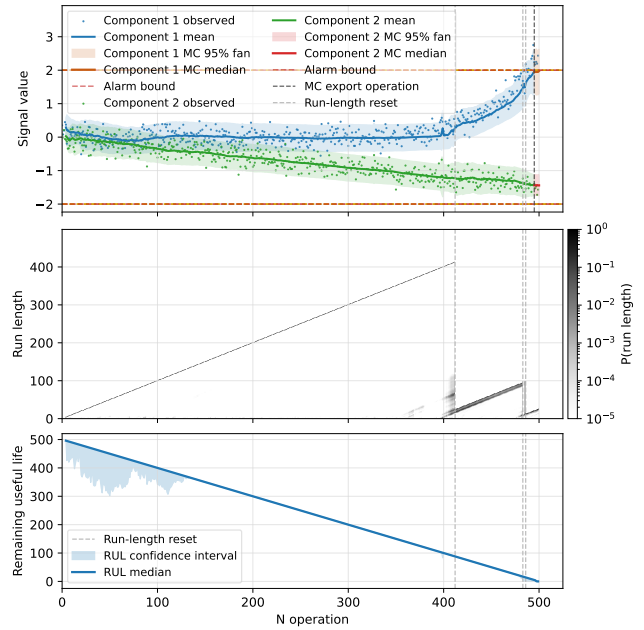 Component 1 observed
Component 1 mean
Component 1 MC 95% fan
Component 1 MC median
Alarm bound
Component 2 observed
Component 2 mean
Component 2 MC 95% fan
Component 2 MC median
Alarm bound
MC export operation
Run-length reset
Signal value
3
2
1
0
−1
−2
Run length
400
300
200
100
0
10^0
10^-1
10^-2
10^-3
10^-4
10^-5
P(run length)
Remaining useful life
500
400
300
200
100
0
Run-length reset
RUL confidence interval
RUL median
0 100 200 300 400 500
N operation